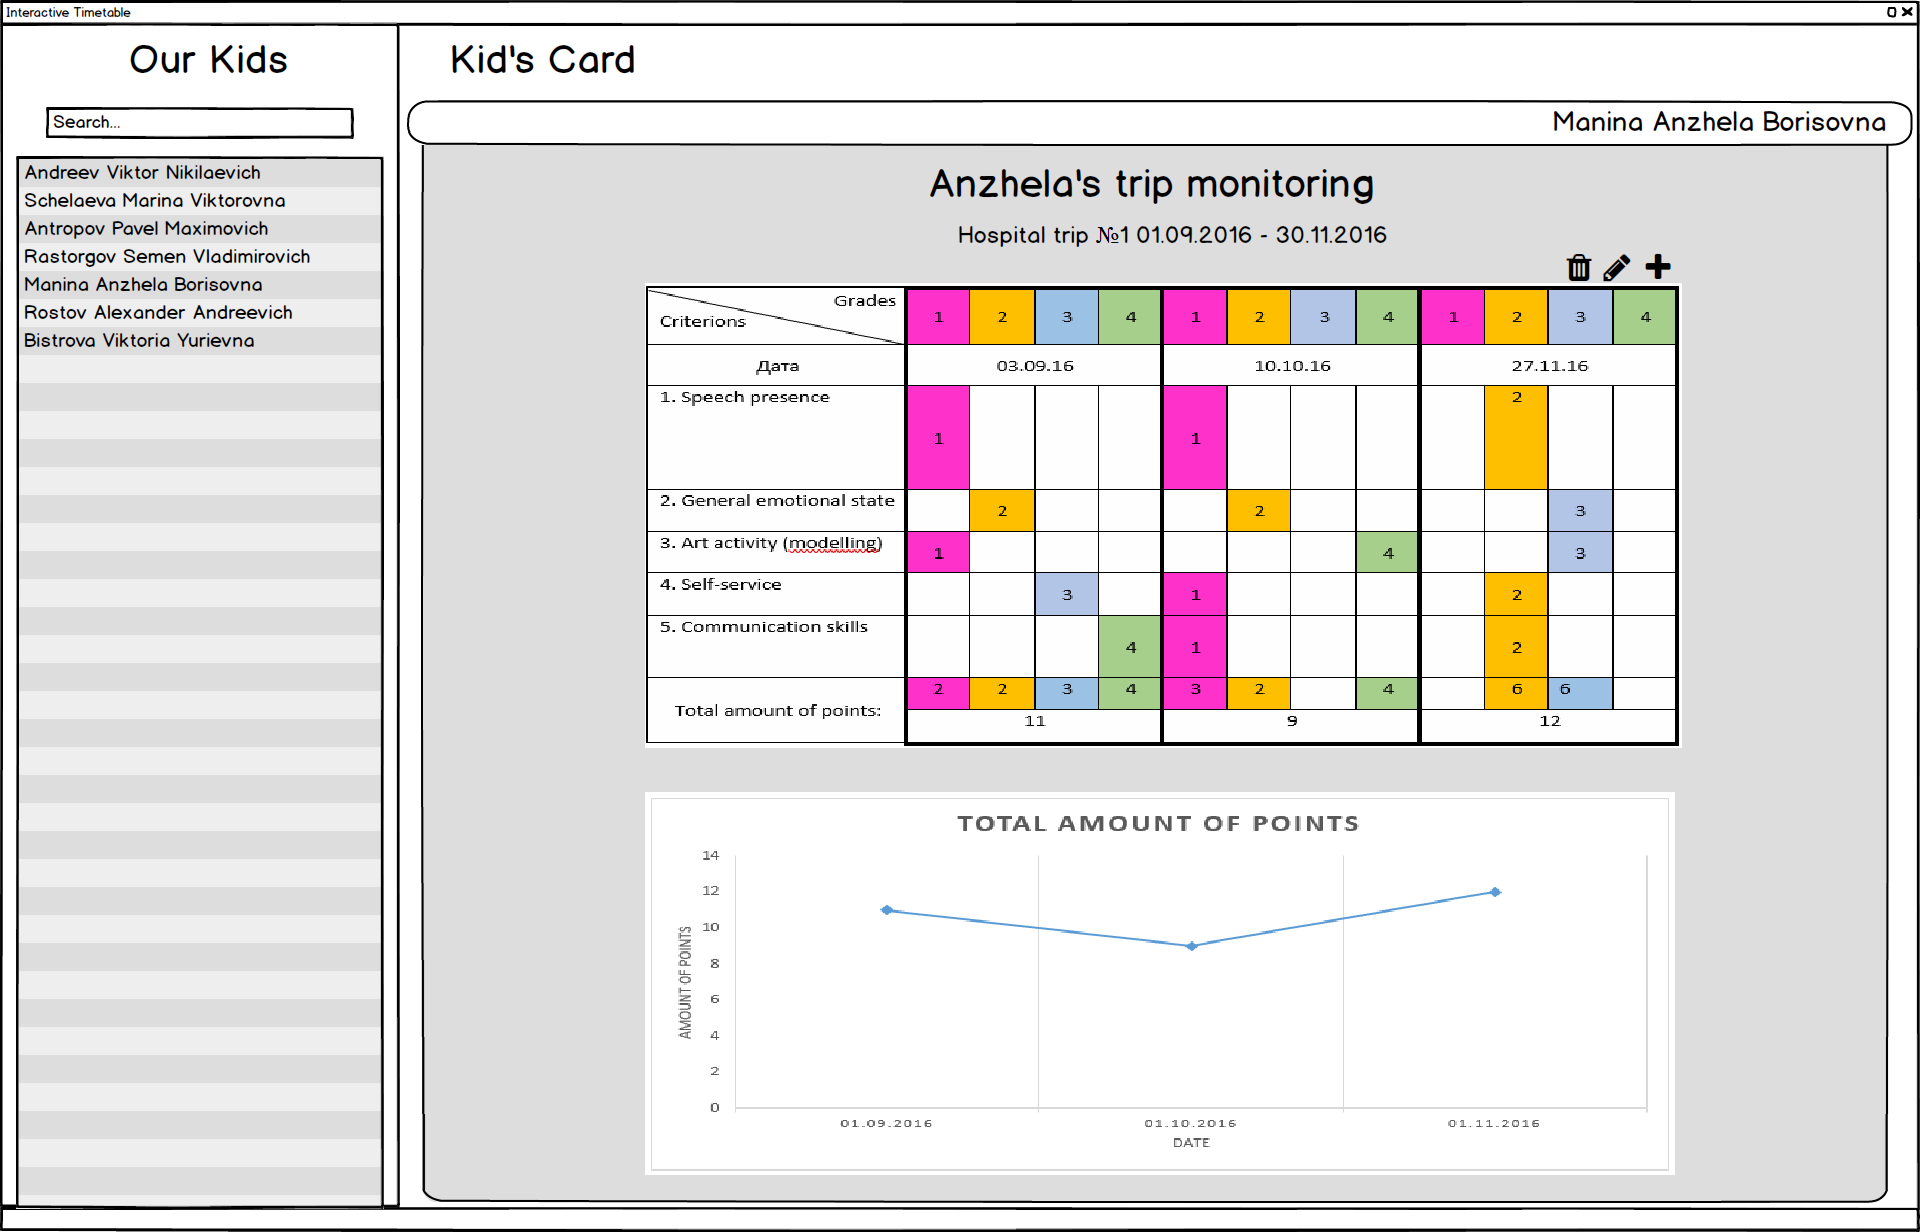 Interactive Timetable
Our Kids
Search...
Andreev Viktor Nikilaevich
Schelaeva Marina Viktorovna
Antropov Pavel Maximovich
Rastorgov Semen Vladimirovich
Manina Anzhela Borisovna
Rostov Alexander Andreevich
Bistrova Viktoria Yurievna
Kid's Card
Manina Anzhela Borisovna
Anzhela's trip monitoring
Hospital trip №1 01.09.2016 - 30.11.2016
Grades
Criterions
1 2 3 4 1 2 3 4 1 2 3 4
Дата 03.09.16 10.10.16 27.11.16
1. Speech presence 1 1 2
2. General emotional state 2 2 3
3. Art activity (modelling) 1 4 3
4. Self-service 3 1 2
5. Communication skills 4 1 2
2 2 3 4 3 2 4 6 6
Total amount of points: 11 9 12
TOTAL AMOUNT OF POINTS
14
12
10
8
6
4
2
0
AMOUNT OF POINTS
01.09.2016 01.10.2016 01.11.2016
DATE